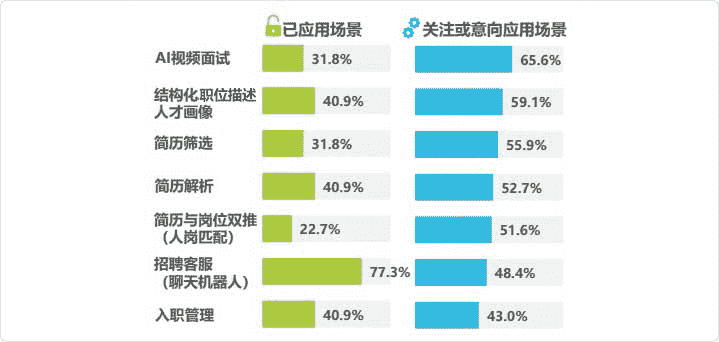 已应用场景 关注或意向应用场景
AI视频面试 31.8% 65.6%
结构化职位描述
人才画像 40.9% 59.1%
简历筛选 31.8% 55.9%
简历解析 40.9% 52.7%
简历与岗位双推
（人岗匹配） 22.7% 51.6%
招聘客服
（聊天机器人） 77.3% 48.4%
入职管理 40.9% 43.0%